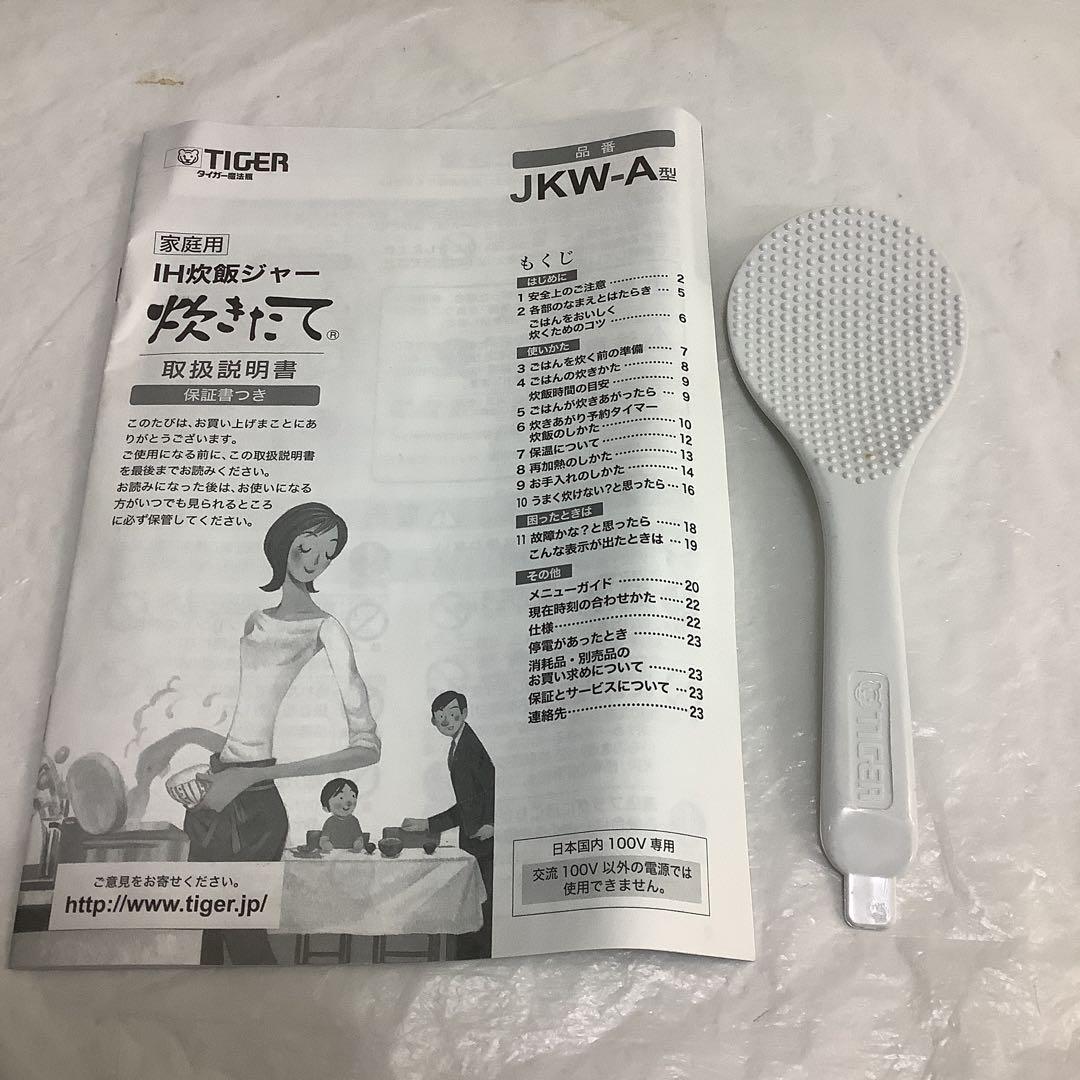 TIGER
タイガー魔法瓶
家庭用
IH炊飯ジャー
炊きたて®
取扱説明書
保証書つき
このたびは、お買い上げまことにあ
りがとうございます。
ご使用になる前に、この取扱説明書
を最後までお読みください。
お読みになった後は、お使いになる
方がいつでも見られるところ
に必ず保管してください。
ご意見をお寄せください。
http://www.tiger.jp/
品番
JKW-A型
もくじ
はじめに
1 安全上のご注意 …………… 2
2 各部のなまえとはたらき … 5
ごはんをおいしく
炊くためのコツ …………… 6
使いかた
3 ごはんを炊く前の準備 …… 7
4 ごはんの炊きかた ………… 8
炊飯時間の目安 …………… 9
5 ごはんが炊きあがったら … 9
6 炊きあがり予約タイマー
炊飯のしかた ……………… 10
7 保温について ……………… 12
8 再加熱のしかた …………… 13
9 お手入れのしかた ………… 14
10 うまく炊けない?と思ったら … 16
困ったときは
11 故障かな?と思ったら …… 18
こんな表示が出たときは … 19
その他
メニューガイド …………… 20
現在時刻の合わせかた …… 22
仕様 ………………………… 22
停電があったとき ………… 23
消耗品・別売品の
お買い求めについて ……… 23
保証とサービスについて … 23
連絡先 ……………………… 23
日本国内100V専用
交流100V以外の電源では
使用できません。
TIGER